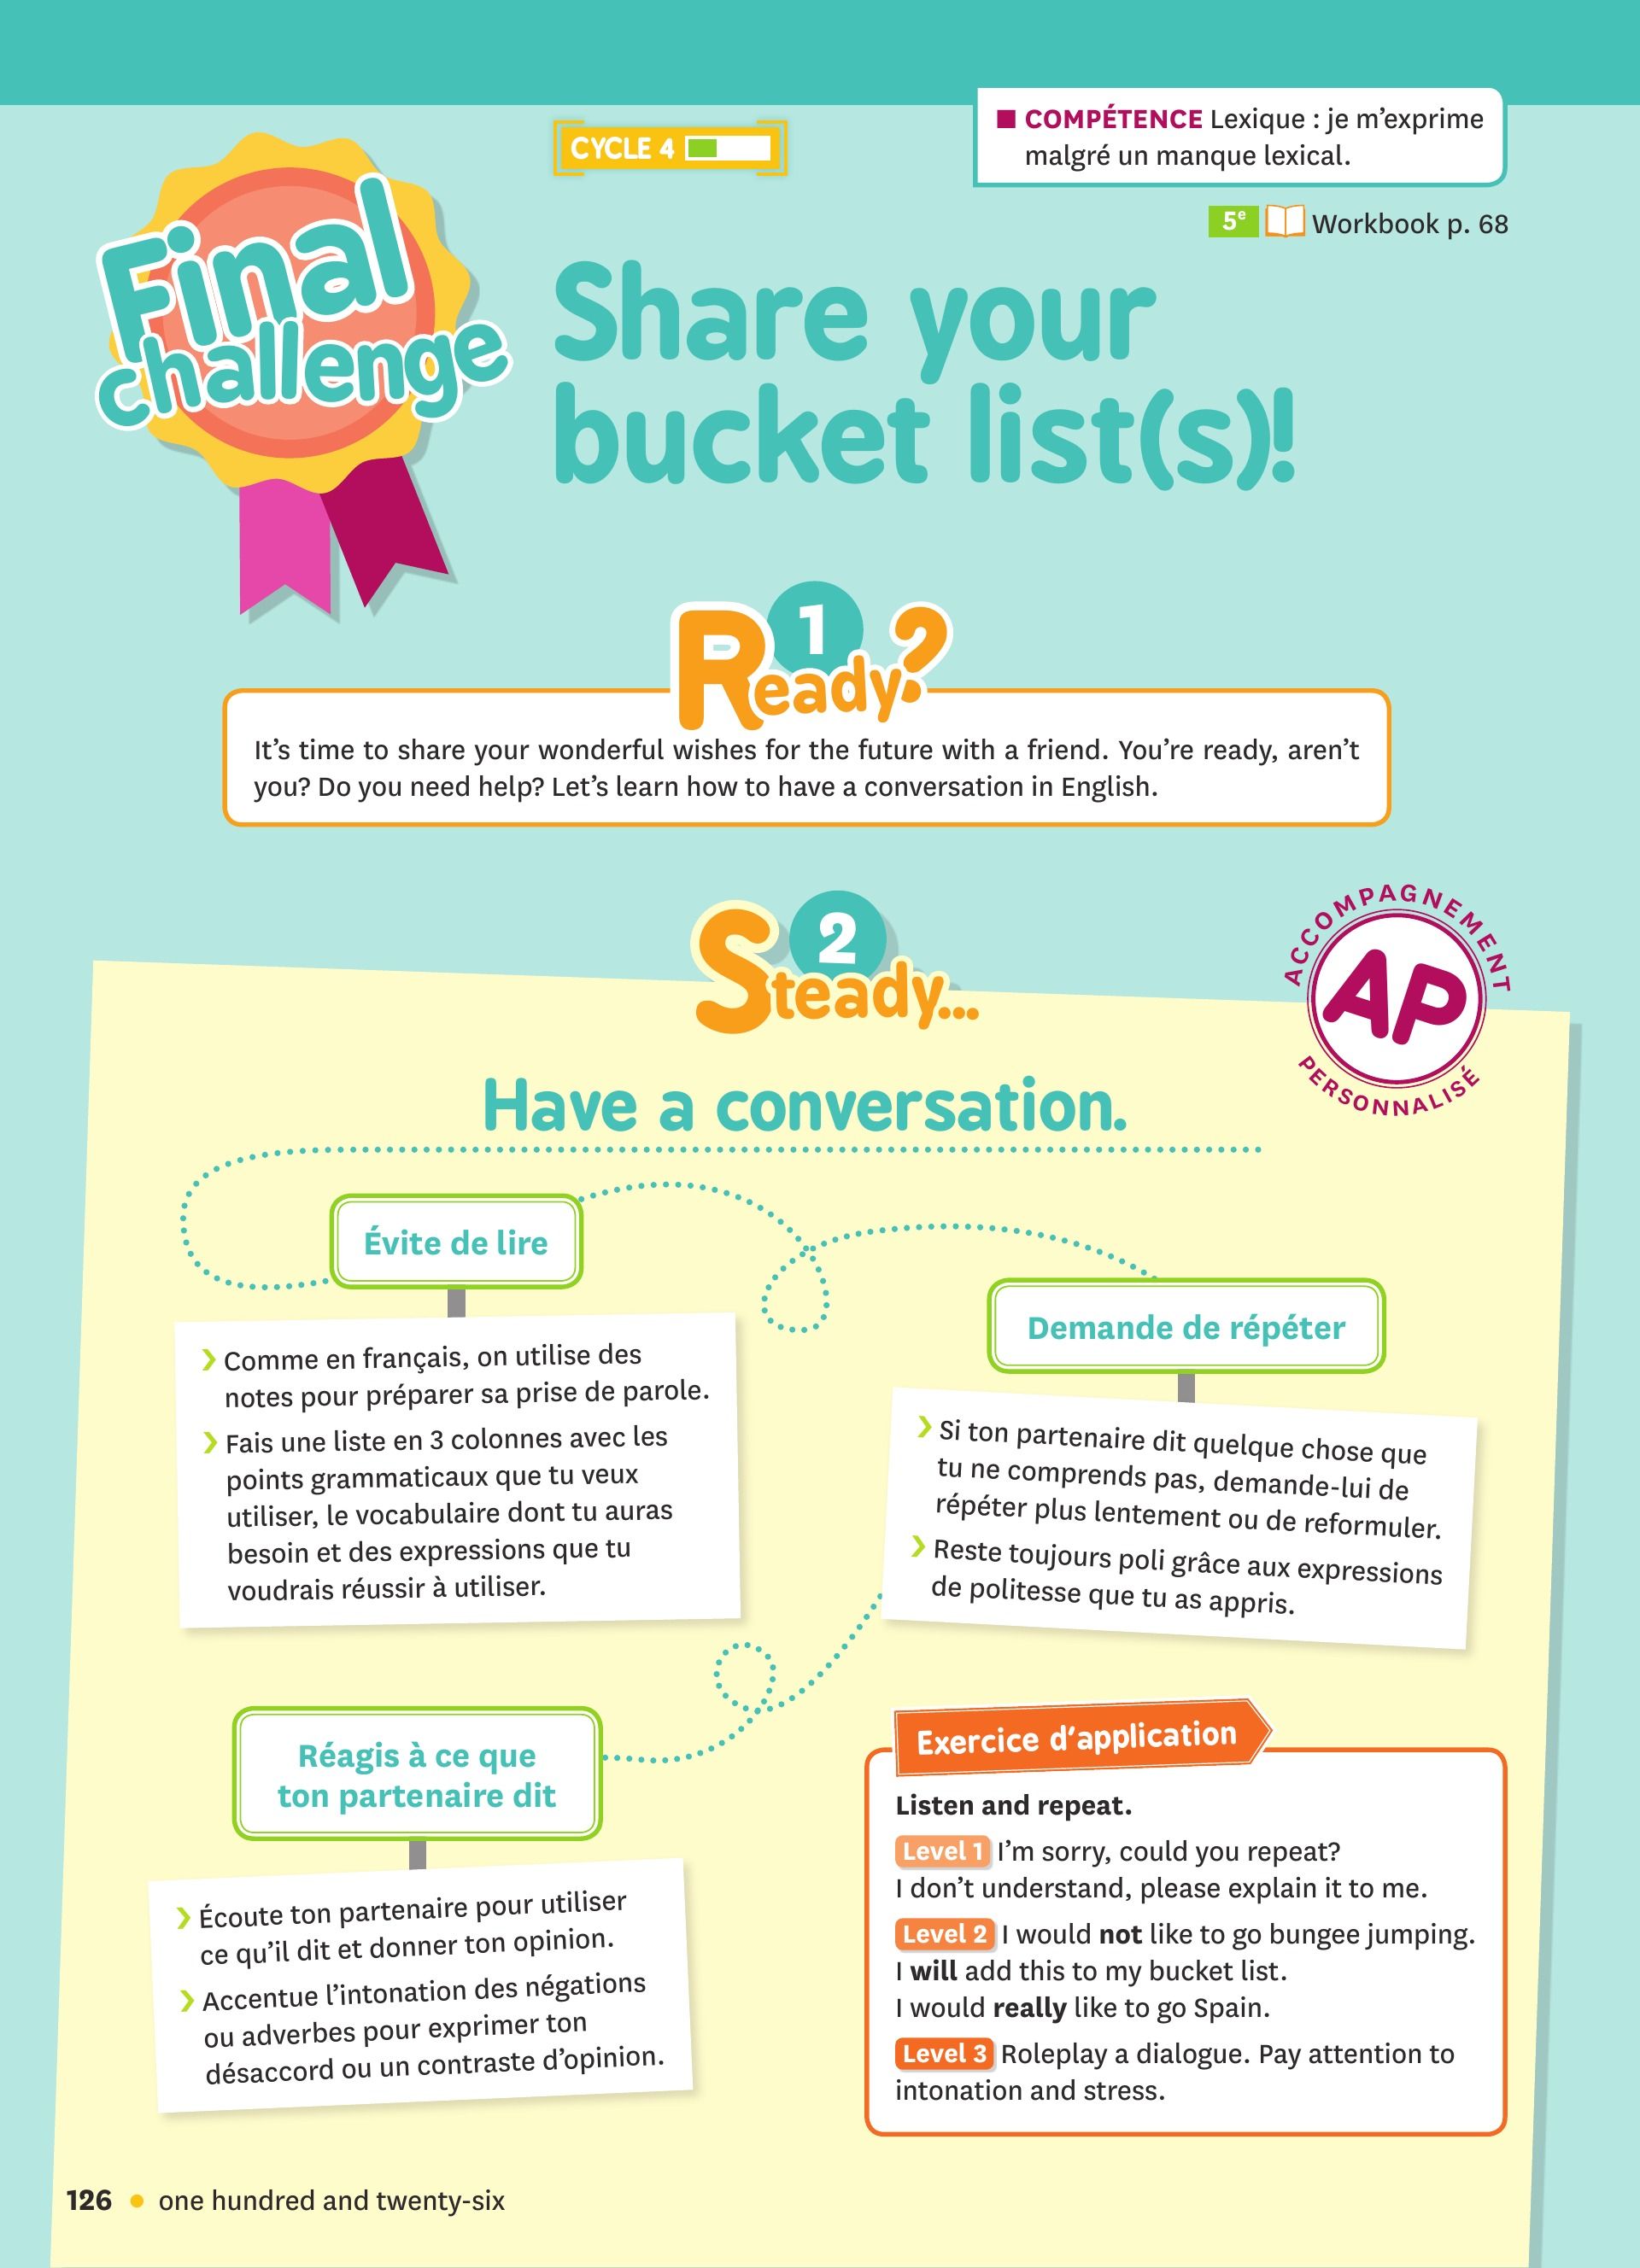 CYCLE 4
■ COMPÉTENCE Lexique : je m'exprime
malgré un manque lexical.
5e Workbook p. 68
Final
challenge
Share your
bucket list(s)!
1
Ready?
It's time to share your wonderful wishes for the future with a friend. You're ready, aren't
you? Do you need help? Let's learn how to have a conversation in English.
2
Steady...
ACCOMPAGNEMENT
AP
PERSONNALISÉ
Have a conversation.
Évite de lire
› Comme en français, on utilise des
notes pour préparer sa prise de parole.
› Fais une liste en 3 colonnes avec les
points grammaticaux que tu veux
utiliser, le vocabulaire dont tu auras
besoin et des expressions que tu
voudrais réussir à utiliser.
Demande de répéter
› Si ton partenaire dit quelque chose que
tu ne comprends pas, demande-lui de
répéter plus lentement ou de reformuler.
› Reste toujours poli grâce aux expressions
de politesse que tu as appris.
Réagis à ce que
ton partenaire dit
› Écoute ton partenaire pour utiliser
ce qu'il dit et donner ton opinion.
› Accentue l'intonation des négations
ou adverbes pour exprimer ton
désaccord ou un contraste d'opinion.
Exercice d'application
Listen and repeat.
Level 1 I'm sorry, could you repeat?
I don't understand, please explain it to me.
Level 2 I would not like to go bungee jumping.
I will add this to my bucket list.
I would really like to go Spain.
Level 3 Roleplay a dialogue. Pay attention to
intonation and stress.
126 • one hundred and twenty-six